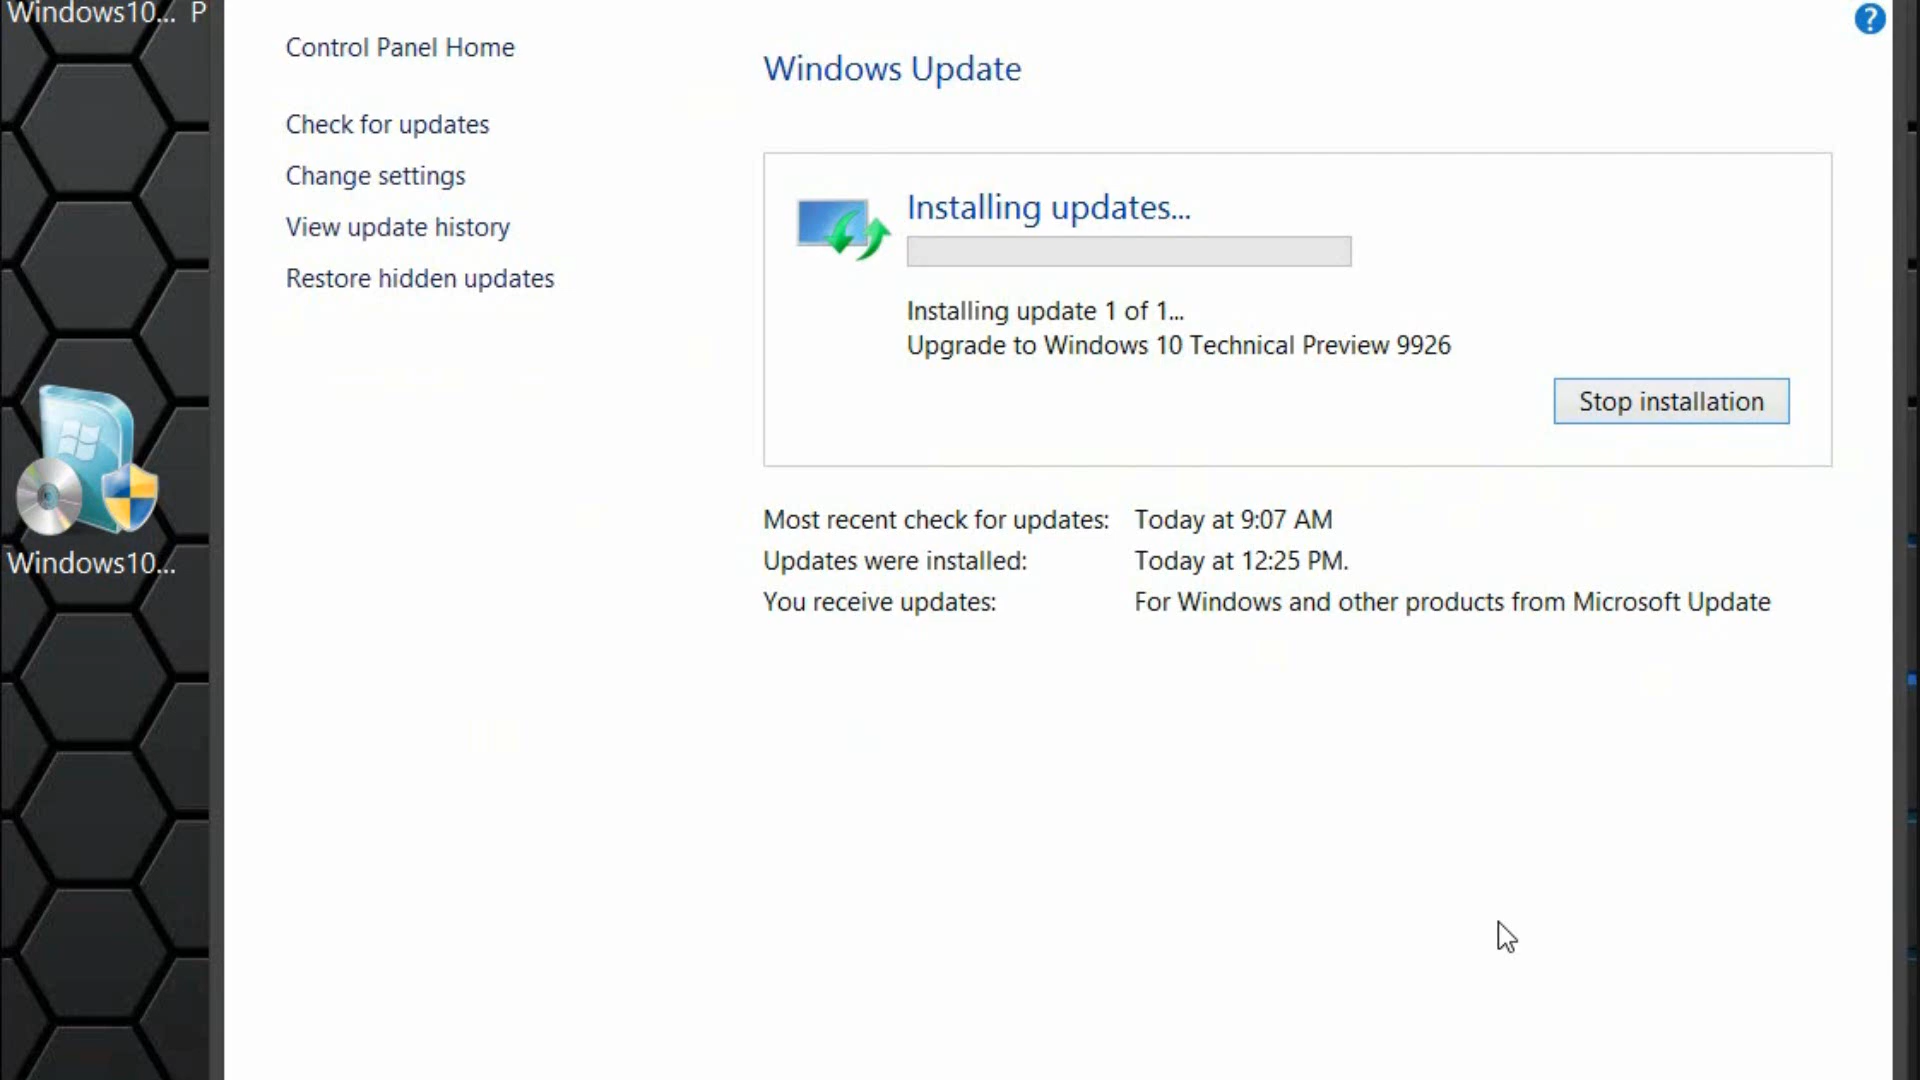 Windows10... P
Control Panel Home
Check for updates
Change settings
View update history
Restore hidden updates
Windows10...
?
Windows Update
Installing updates...
Installing update 1 of 1...
Upgrade to Windows 10 Technical Preview 9926
Stop installation
Most recent check for updates: Today at 9:07 AM
Updates were installed: Today at 12:25 PM.
You receive updates: For Windows and other products from Microsoft Update